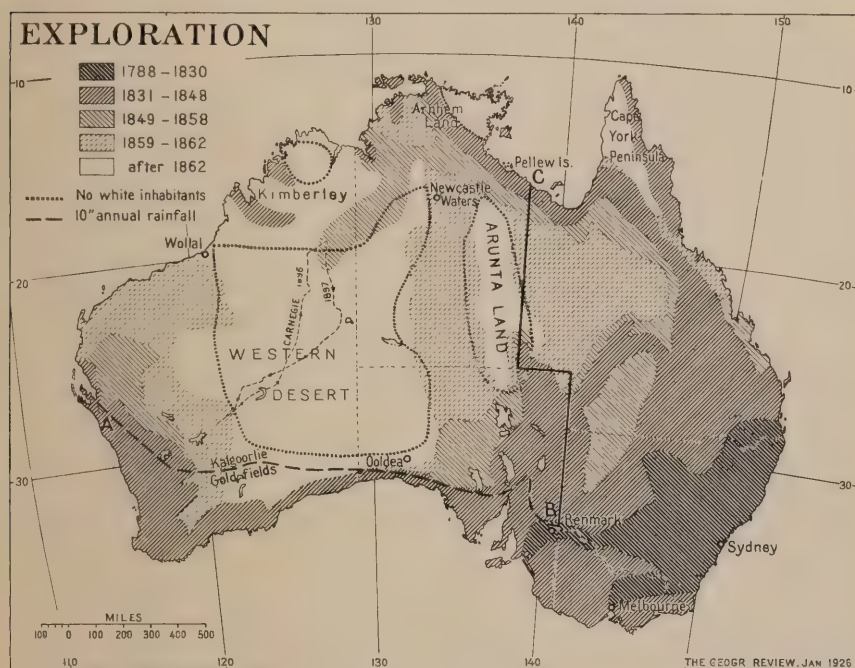 EXPLORATION
1788 – 1830
1831 – 1848
1849 – 1858
1859 – 1862
after 1862
No white inhabitants
10" annual rainfall
130
140
150
10
10
Arnhem
Land
Cape
York
Peninsula
Pellew Is.
C
Kimberley
Newcastle
Waters
Wollal
ARUNTA LAND
20
20
1896
1897
CARNEGIE
WESTERN
DESERT
A
Kalgoorlie
Goldfields
Ooldea
30
30
B
Renmark
Sydney
Melbourne
MILES
100 0 100 200 300 400 500
110
120
130
140
THE GEOGR REVIEW, JAN 1926